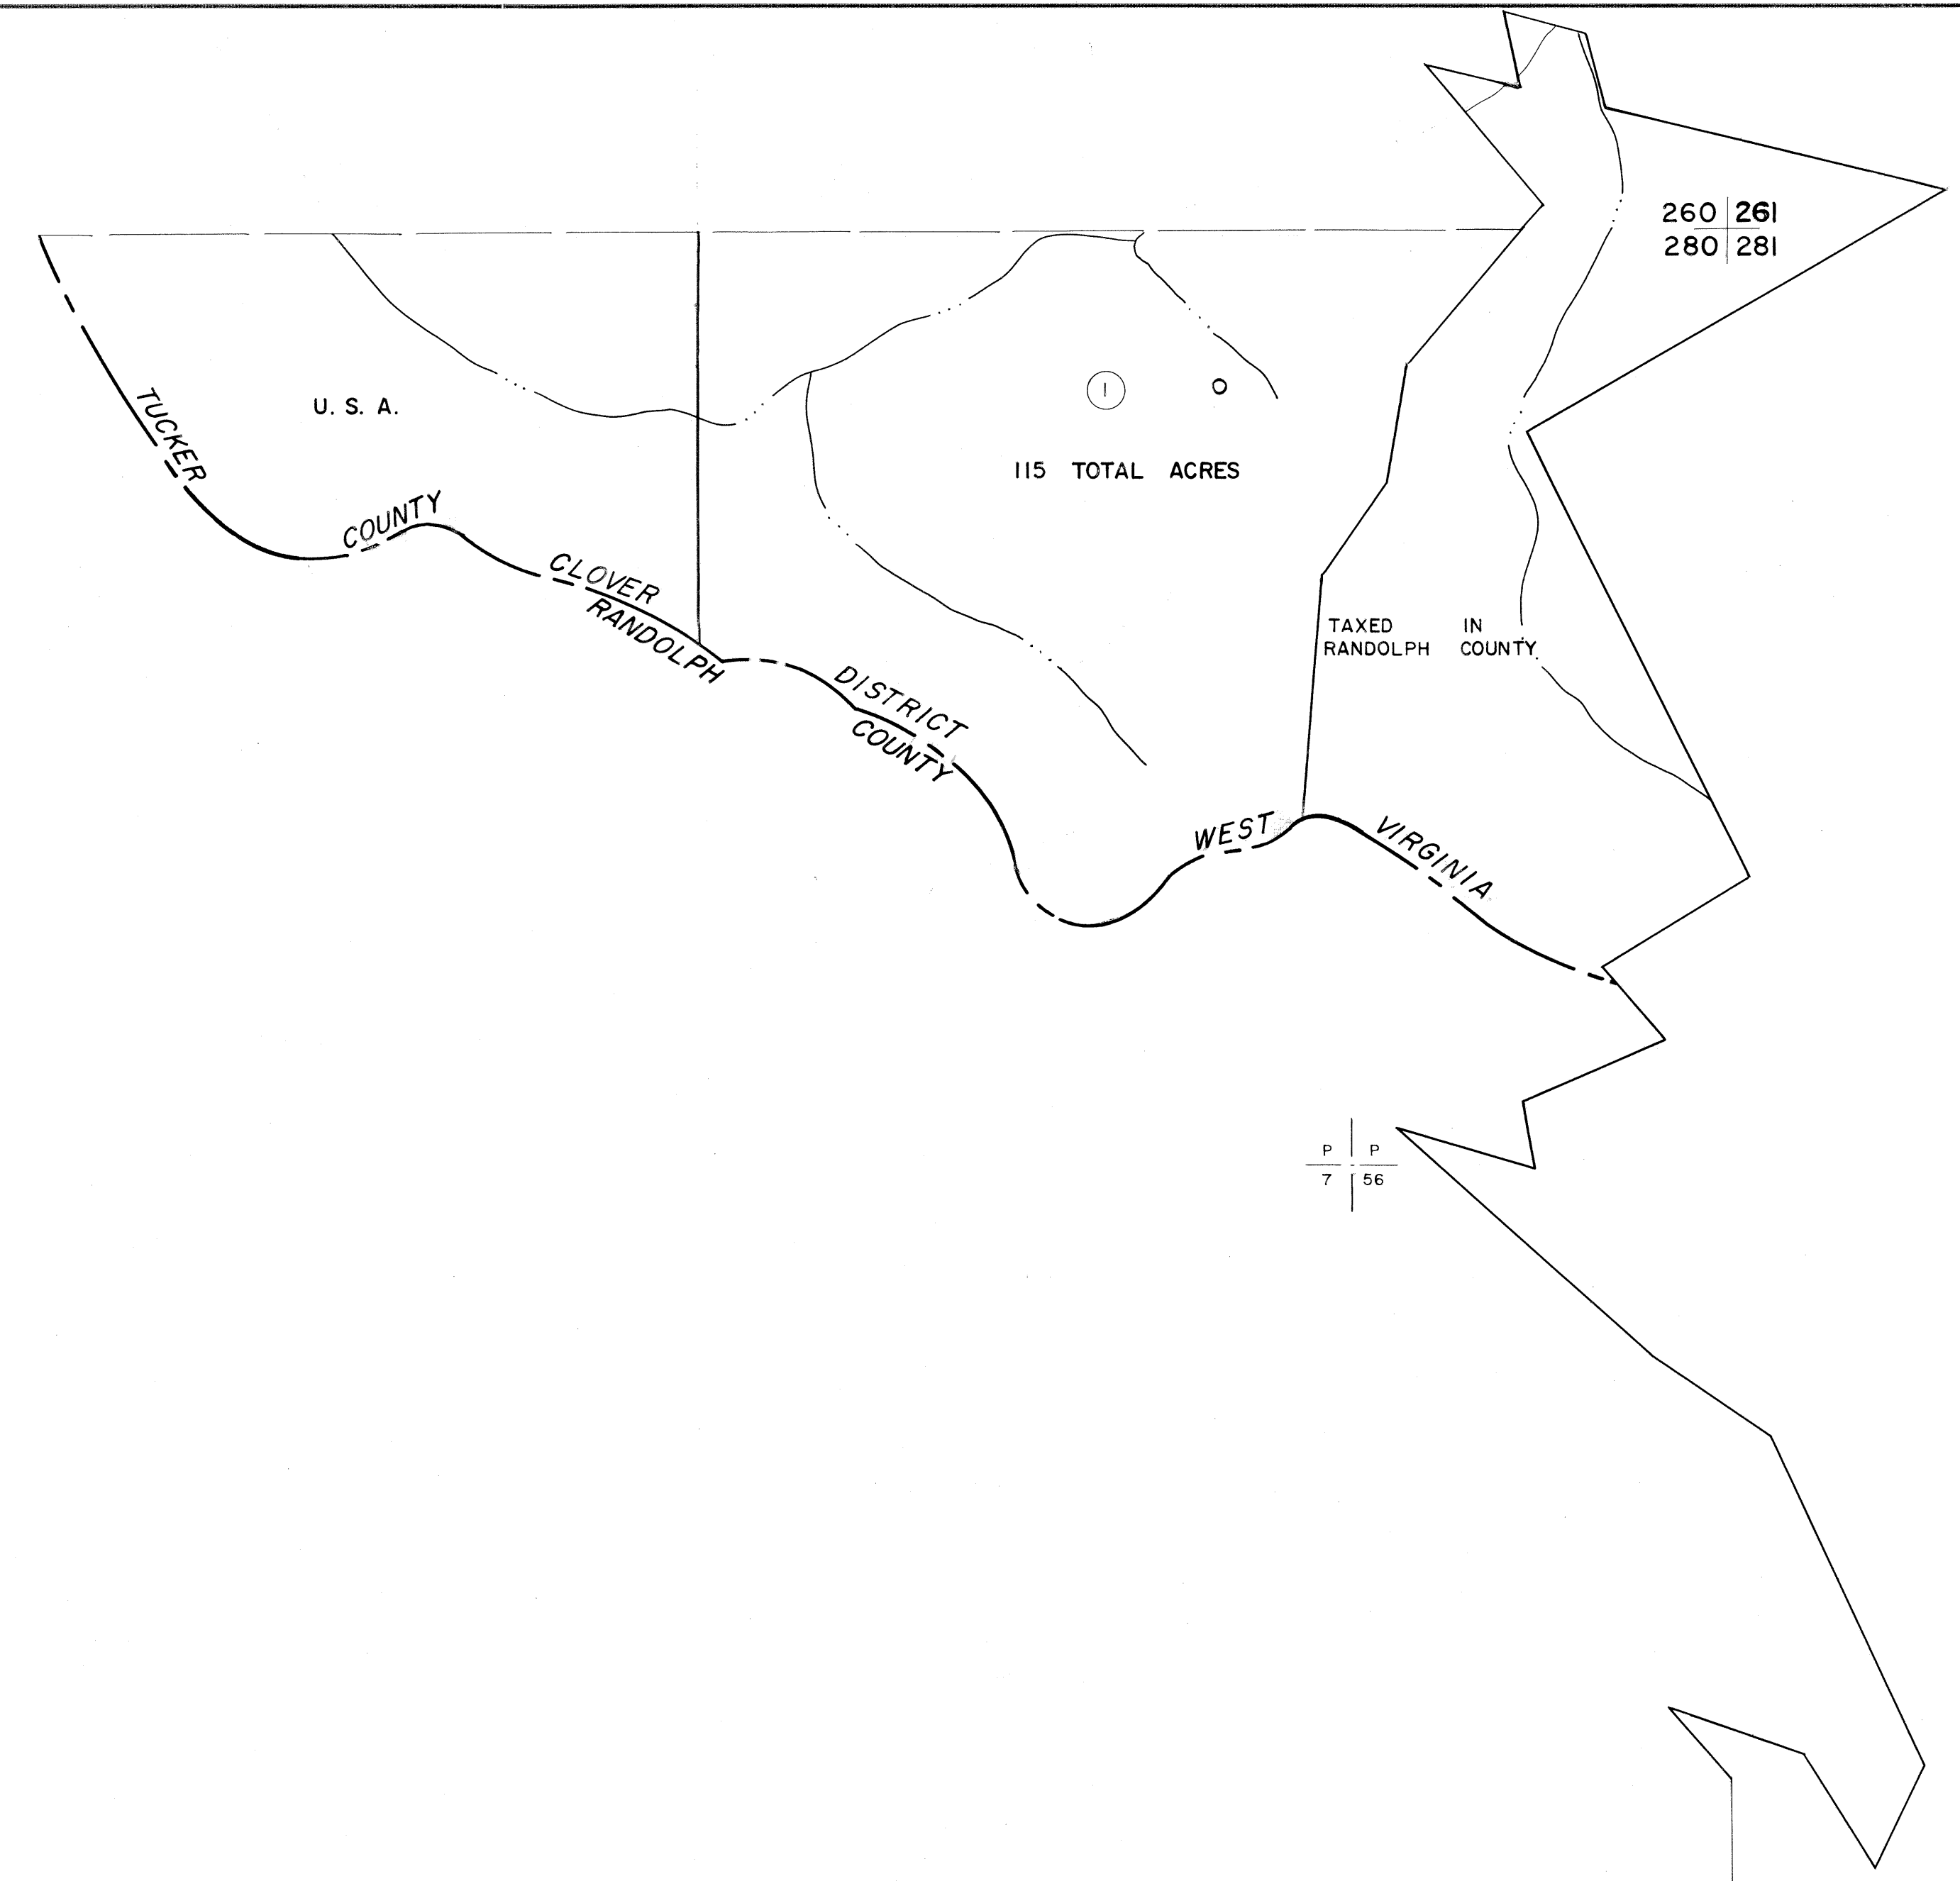 260 261
280 281
U. S. A.
1
115 TOTAL ACRES
TUCKER COUNTY
CLOVER DISTRICT
RANDOLPH COUNTY
WEST VIRGINIA
TAXED IN
RANDOLPH COUNTY
P P
7 56